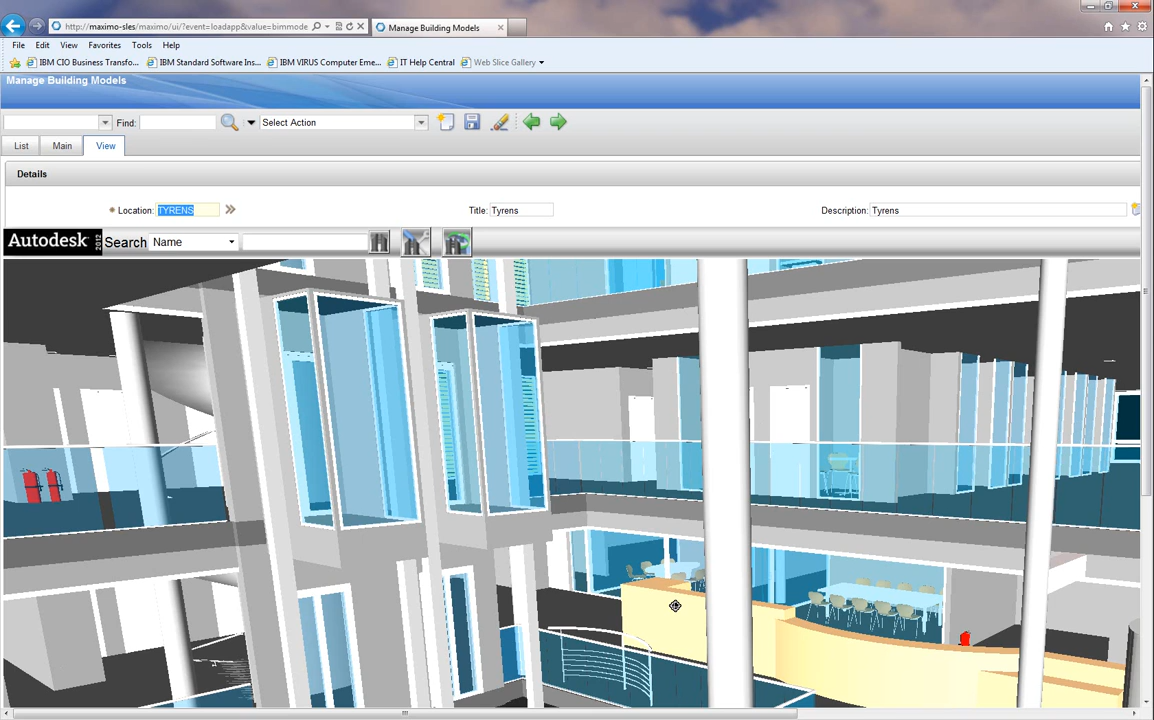 http://maximo-sles/maximo/ui/?event=loadapp&value=bimmode
Manage Building Models
File Edit View Favorites Tools Help
IBM CIO Business Transfo... IBM Standard Software Ins... IBM VIRUS Computer Eme... IT Help Central Web Slice Gallery
Manage Building Models
Find: Select Action
List Main View
Details
Location: TYRENS Title: Tyrens Description: Tyrens
Autodesk 2012 Search Name